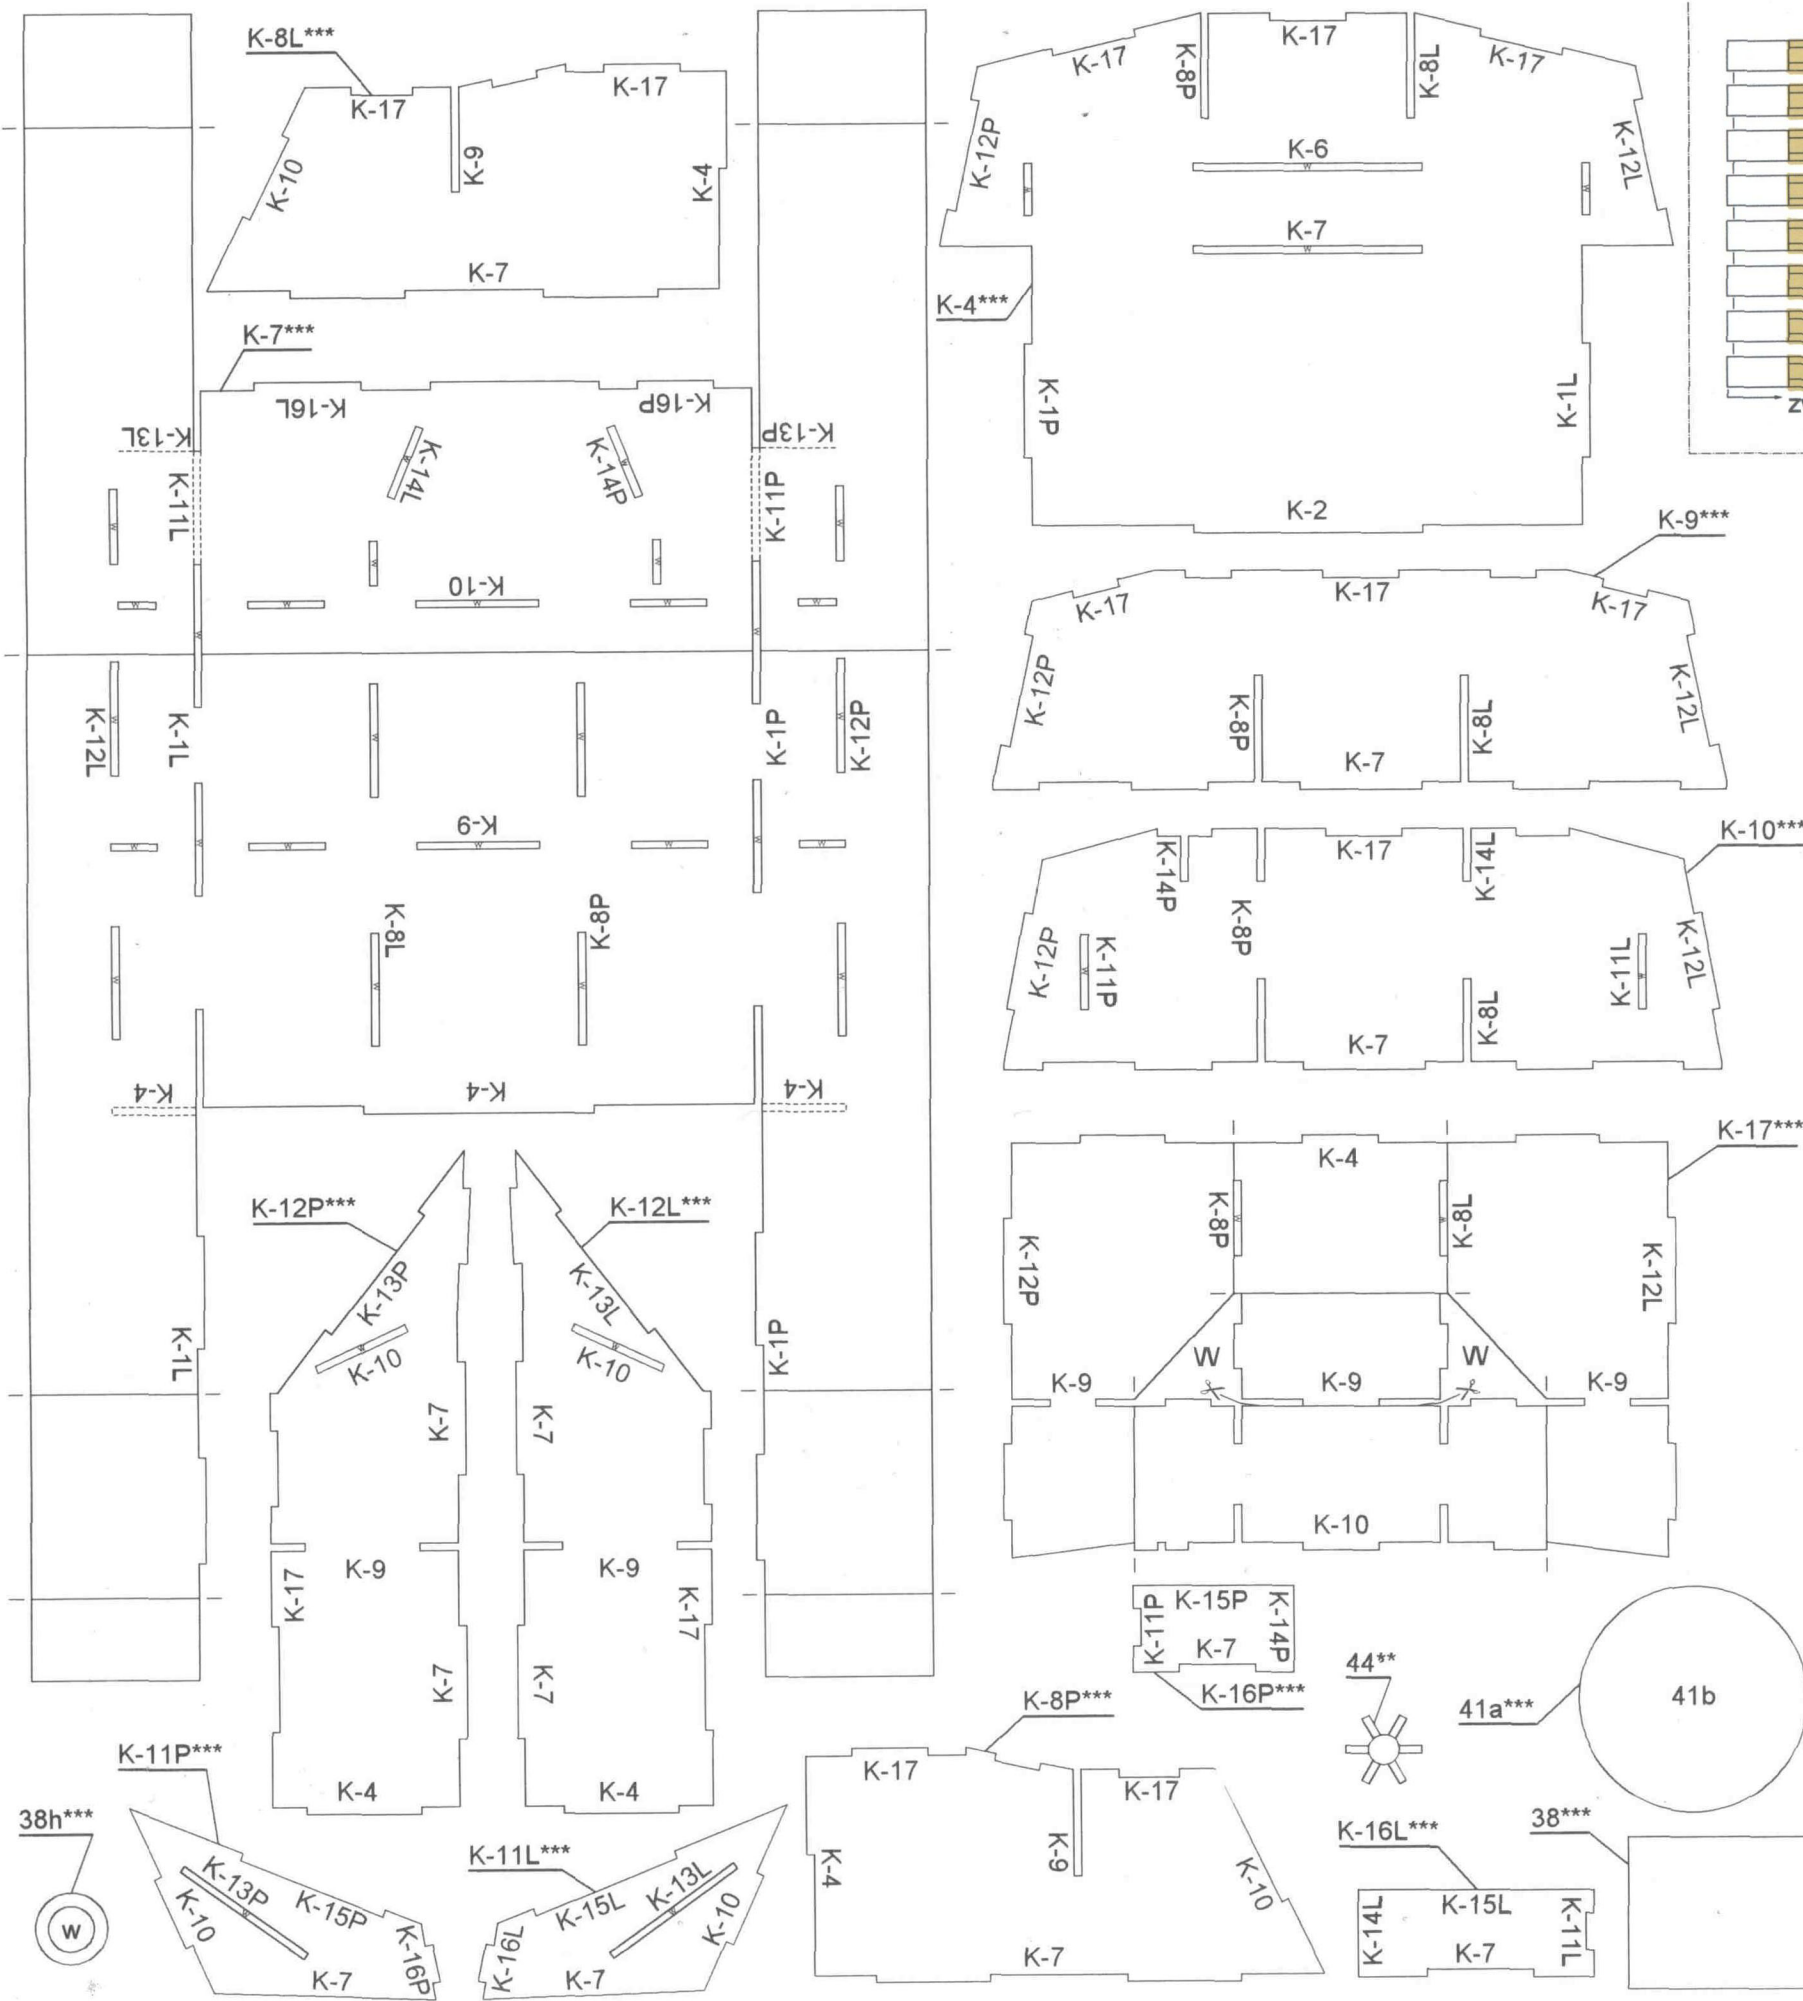 K-8L***
K-17
K-17
K-9
K-10
K-4
K-7
K-7***
K-16L
K-16P
K-13L
K-13P
K-14L
K-14P
K-11L
K-11P
W
W
W
W
K-10
W
W
W
W
W
W
W
K-12L
K-1L
K-1P
K-12P
W
W
W
W
K-9
W
W
W
W
W
W
W
K-8L
K-8P
W
W
W
W
K-4
K-4
K-4
K-12P***
K-12L***
K-13P
K-13L
W
K-10
W
K-10
K-1L
K-1P
K-7
K-7
K-9
K-9
K-17
K-17
K-7
K-7
K-4
K-4
K-11P***
38h***
W
K-13P
W
K-15P
K-10
K-16P
K-7
K-11L***
K-13L
W
K-15L
K-10
K-16L
K-7
K-17
K-17
K-17
K-8P
K-8L
K-12P
K-12L
K-6
W
W
W
K-7
W
K-4***
K-1P
K-1L
K-2
K-9***
K-17
K-17
K-17
K-12P
K-12L
K-8P
K-8L
K-7
K-10***
K-17
K-14P
K-14L
K-8P
K-12P
K-11P
W
K-11L
W
K-12L
K-8L
K-7
K-17***
K-4
K-8P
W
K-8L
W
K-12P
K-12L
W
W
K-9
K-9
K-9
K-10
K-15P
K-11P
K-14P
K-7
K-16P***
44**
41a***
41b
K-8P***
K-17
K-17
K-9
K-4
K-10
K-7
K-16L***
K-15L
K-14L
K-11L
K-7
38***